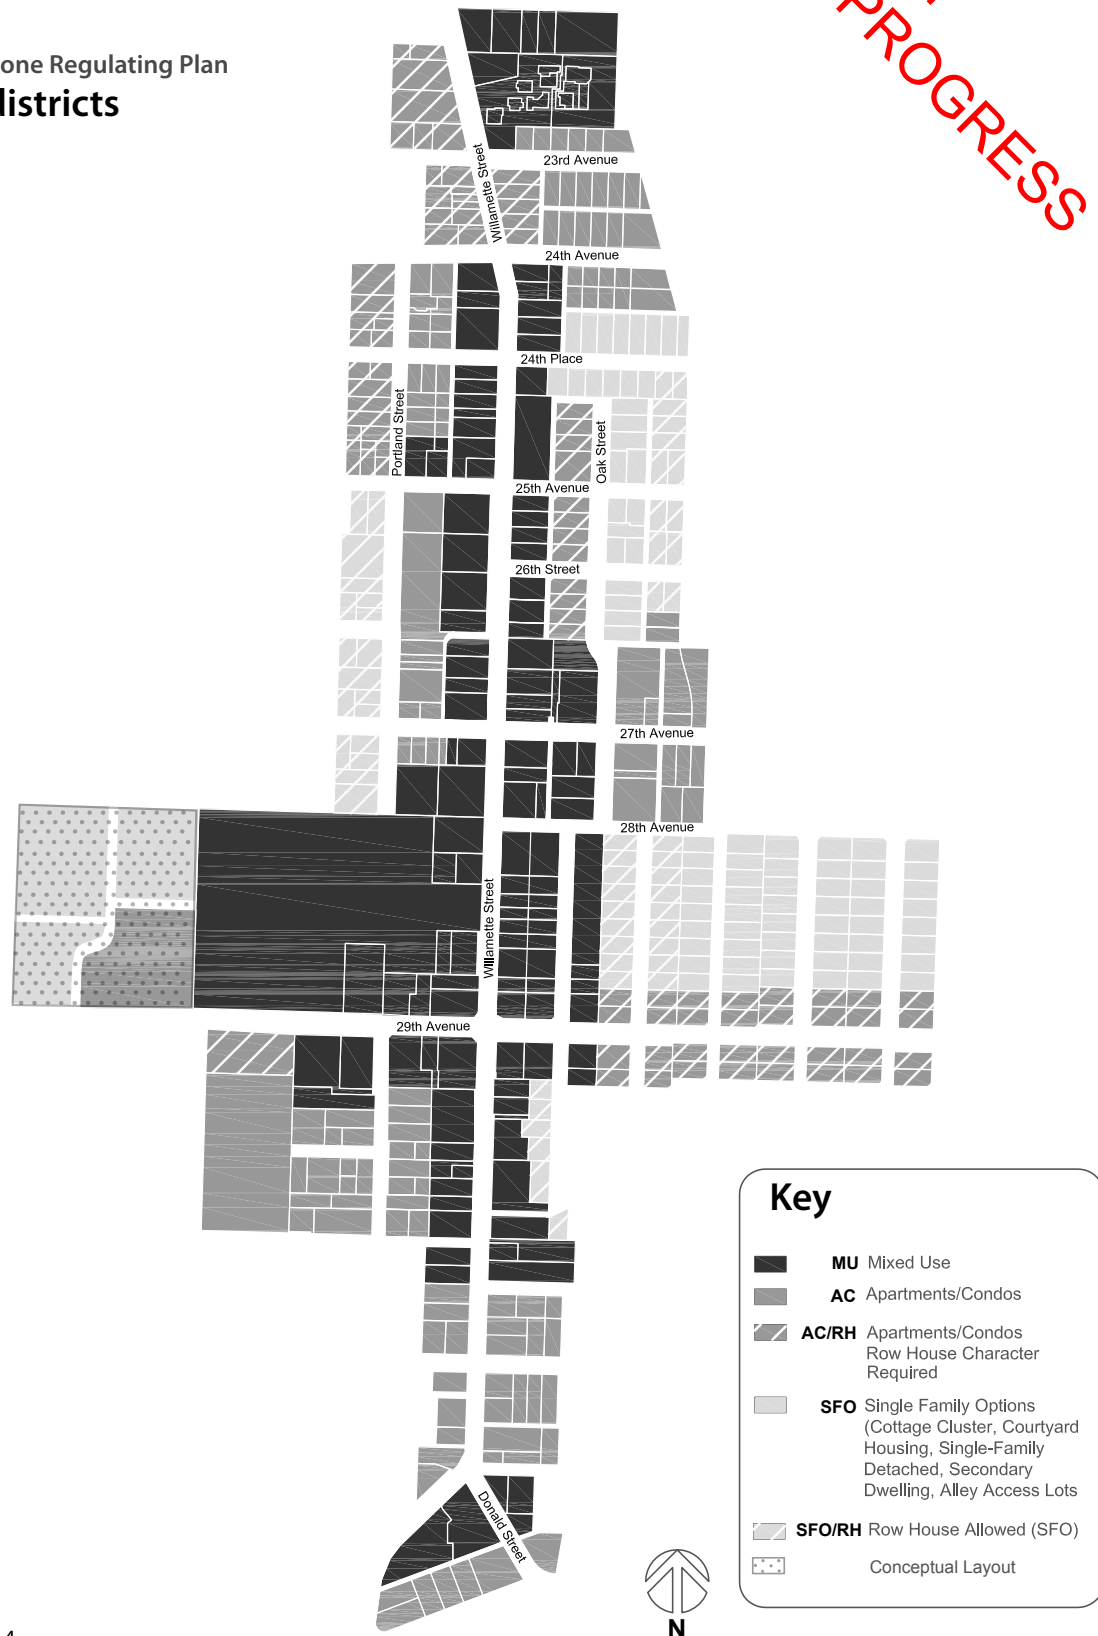 one Regulating Plan
districts
PROGRESS
Willamette Street
23rd Avenue
24th Avenue
24th Place
Portland Street
Oak Street
25th Avenue
26th Street
27th Avenue
28th Avenue
Willamette Street
29th Avenue
Donald Street
Key
MU Mixed Use
AC Apartments/Condos
AC/RH Apartments/Condos
Row House Character
Required
SFO Single Family Options
(Cottage Cluster, Courtyard
Housing, Single-Family
Detached, Secondary
Dwelling, Alley Access Lots
SFO/RH Row House Allowed (SFO)
Conceptual Layout
N